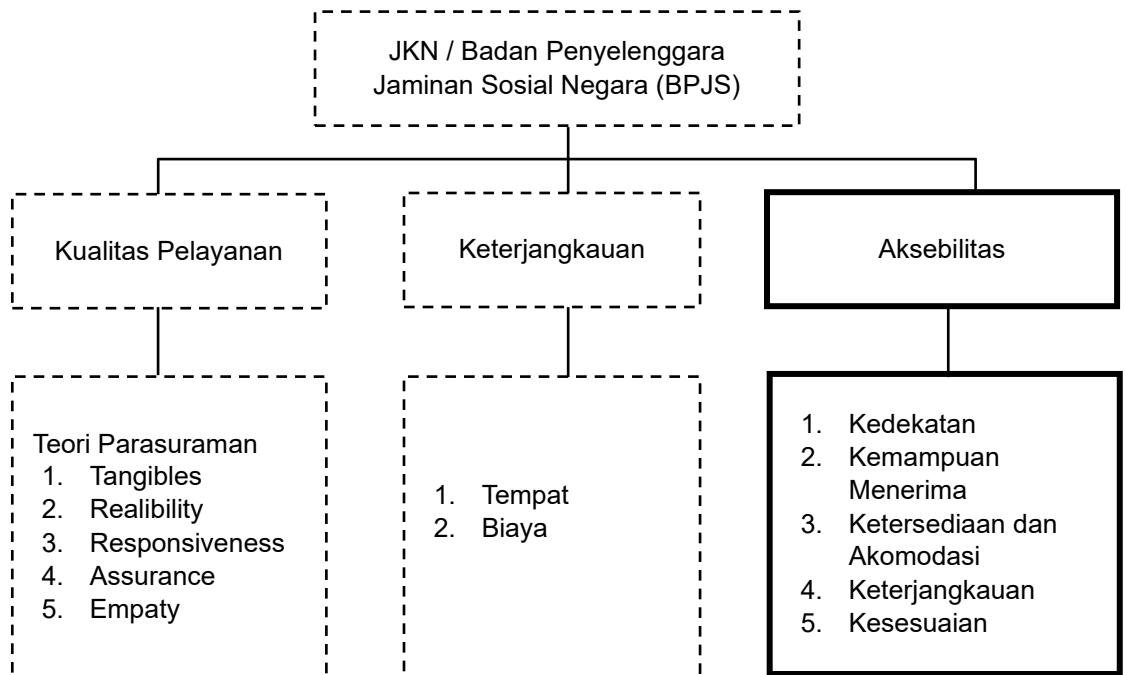 JKN / Badan Penyelenggara
Jaminan Sosial Negara (BPJS)
Kualitas Pelayanan
Keterjangkauan
Aksebilitas
Teori Parasuraman
1. Tangibles
2. Realibility
3. Responsiveness
4. Assurance
5. Empaty
1. Tempat
2. Biaya
1. Kedekatan
2. Kemampuan
Menerima
3. Ketersediaan dan
Akomodasi
4. Keterjangkauan
5. Kesesuaian